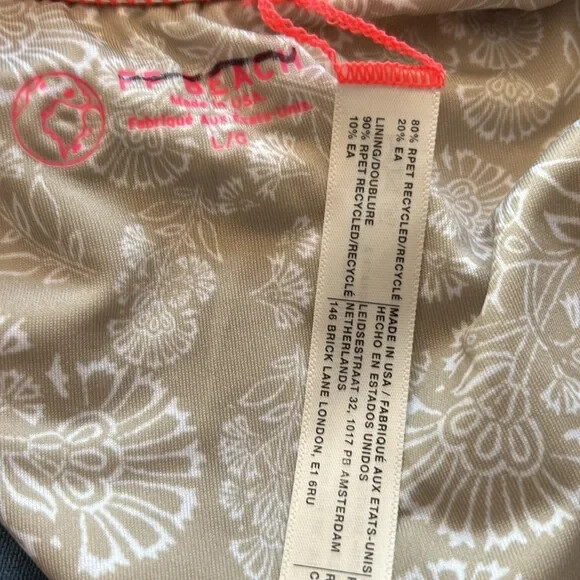 FP BEACH
Made in USA
Fabriqué Aux États-Unis
L/G
80% RPET RECYCLED/RECYCLÉ
20% EA
LINING/DOUBLURE
90% RPET RECYCLED/RECYCLÉ
10% EA
MADE IN USA / FABRIQUÉ AUX ETATS-UNIS
HECHO EN ESTADOS UNIDOS
LEIDSESTRAAT 32, 1017 PB AMSTERDAM
NETHERLANDS
146 BRICK LANE LONDON, E1 6RU